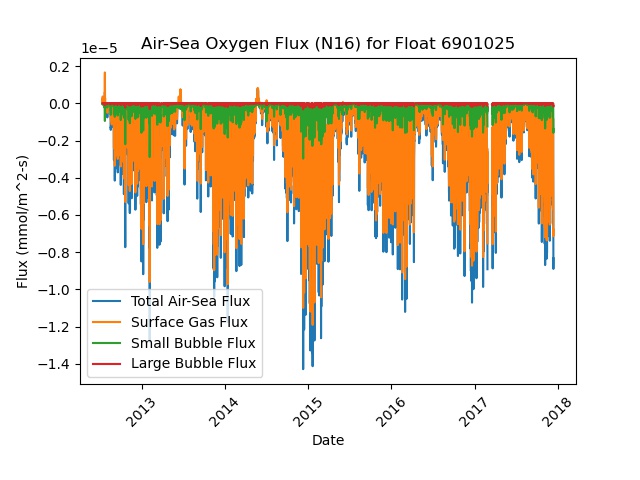 Air-Sea Oxygen Flux (N16) for Float 6901025
1e−5
0.2
0.0
−0.2
−0.4
−0.6
−0.8
−1.0
−1.2
−1.4
Flux (mmol/m^2-s)
Total Air-Sea Flux
Surface Gas Flux
Small Bubble Flux
Large Bubble Flux
2013 2014 2015 2016 2017 2018
Date